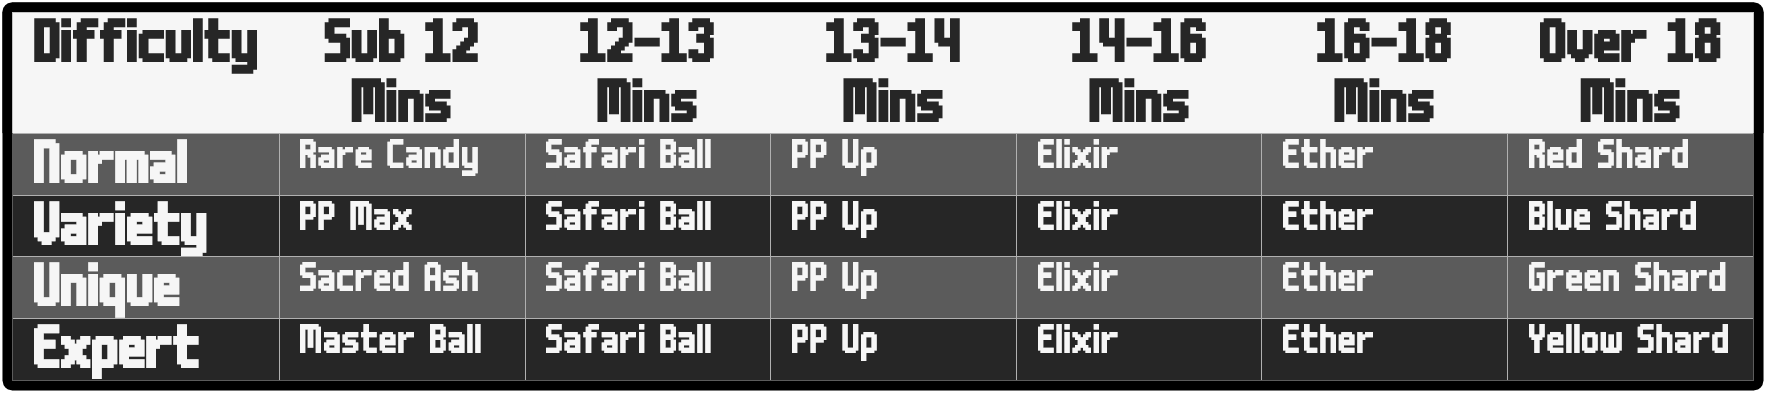 Difficulty Sub 12 Mins 12-13 Mins 13-14 Mins 14-16 Mins 16-18 Mins Over 18 Mins
Normal Rare Candy Safari Ball PP Up Elixir Ether Red Shard
Variety PP Max Safari Ball PP Up Elixir Ether Blue Shard
Unique Sacred Ash Safari Ball PP Up Elixir Ether Green Shard
Expert Master Ball Safari Ball PP Up Elixir Ether Yellow Shard